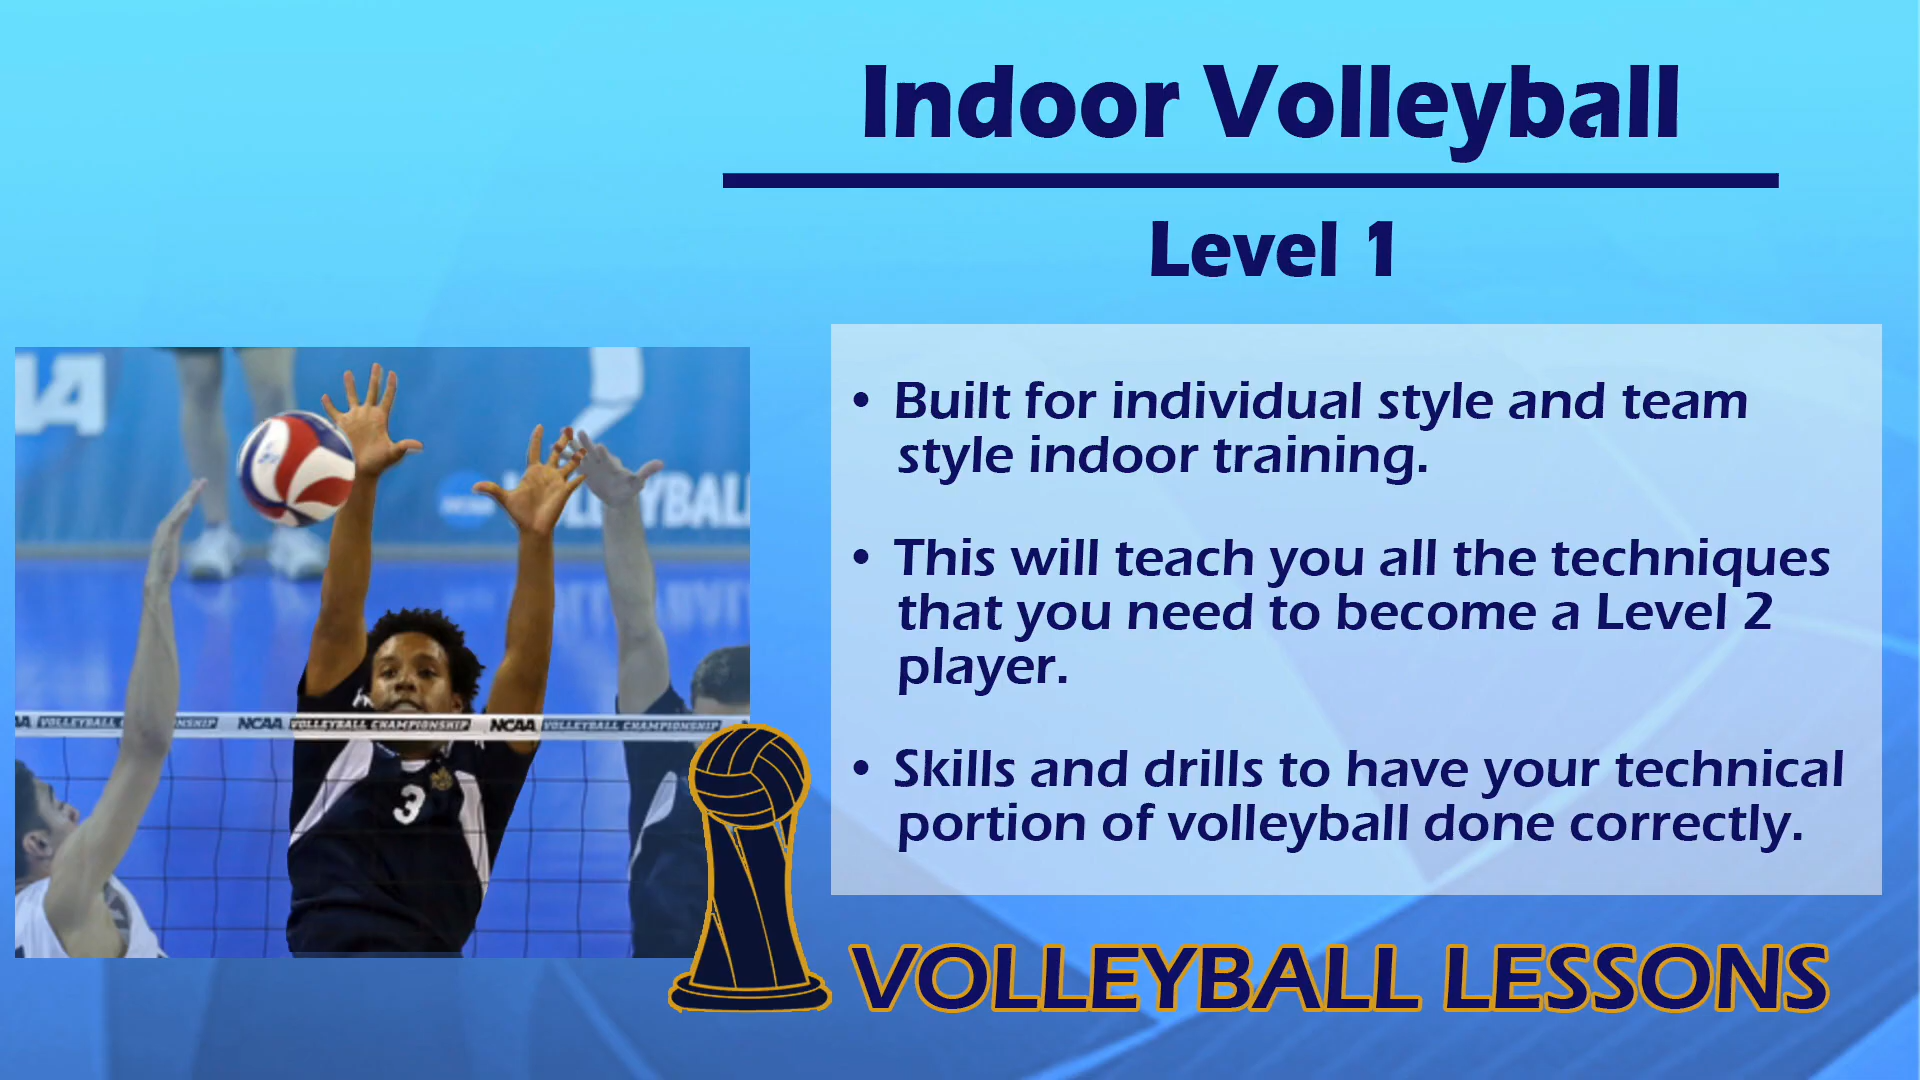 Indoor Volleyball
Level 1
• Built for individual style and team
style indoor training.
• This will teach you all the techniques
that you need to become a Level 2
player.
• Skills and drills to have your technical
portion of volleyball done correctly.
VOLLEYBALL LESSONS
NCAA
VOLLEYBALL
VOLLEYBALL CHAMPIONSHIP NCAA VOLLEYBALL CHAMPIONSHIP
3